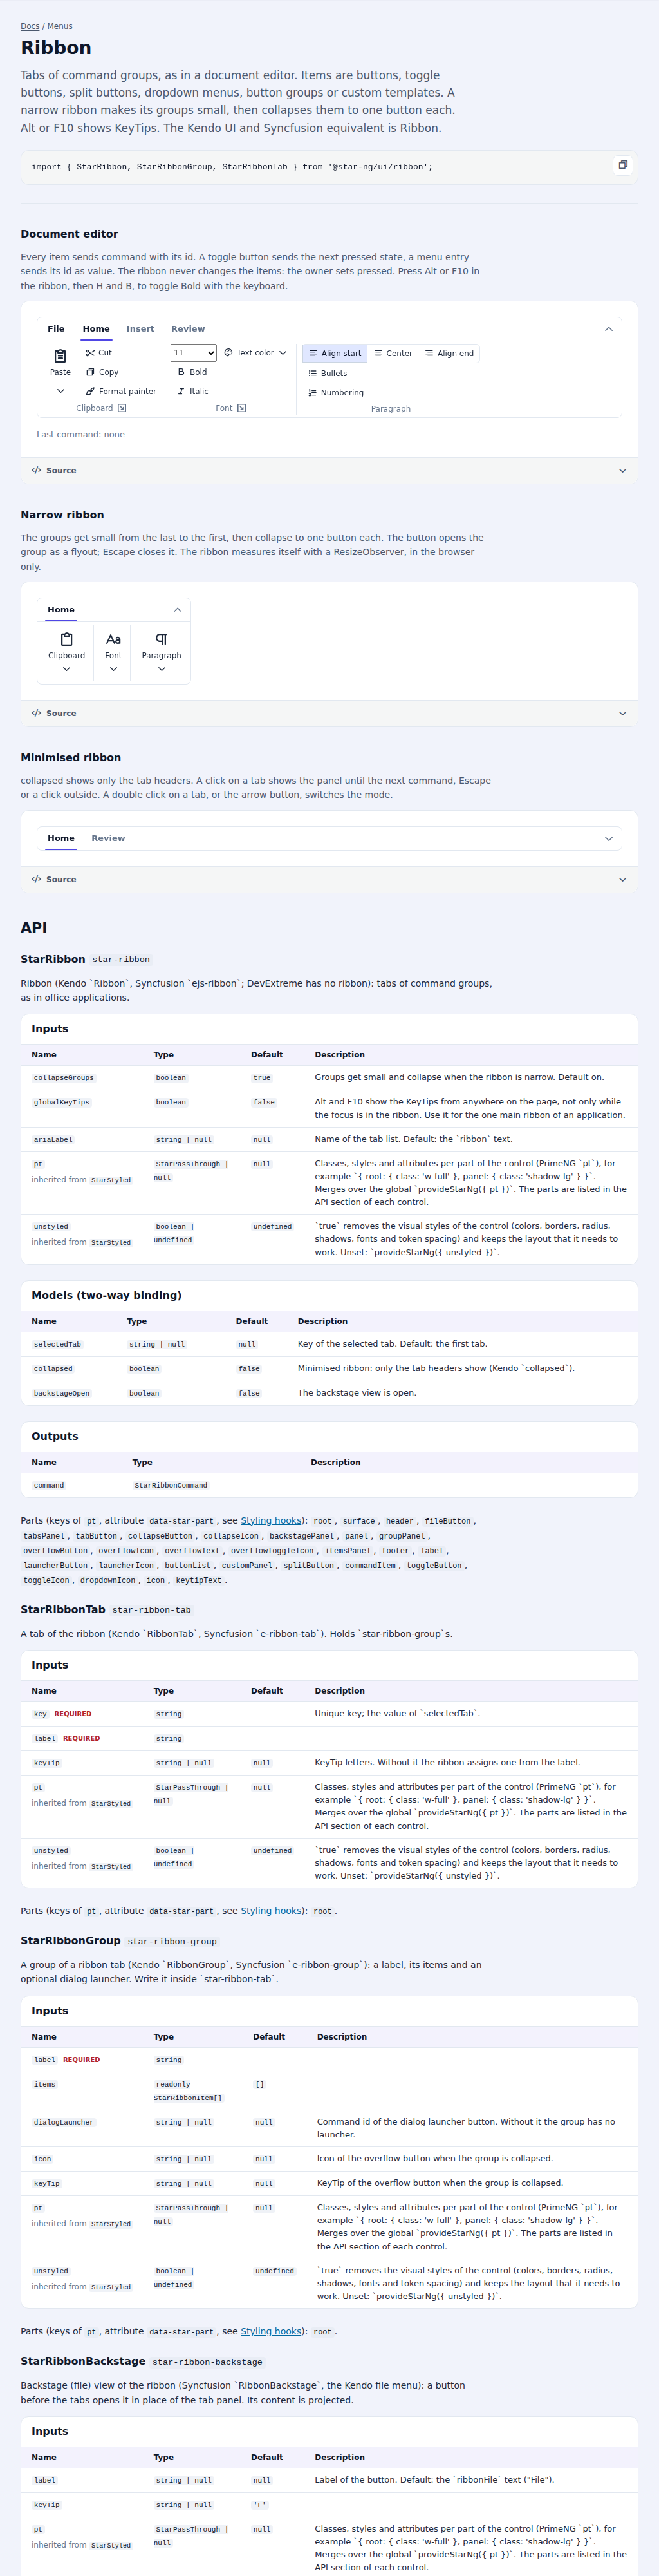 Docs / Menus
Ribbon
Tabs of command groups, as in a document editor. Items are buttons, toggle
buttons, split buttons, dropdown menus, button groups or custom templates. A
narrow ribbon makes its groups small, then collapses them to one button each.
Alt or F10 shows KeyTips. The Kendo UI and Syncfusion equivalent is Ribbon.
import { StarRibbon, StarRibbonGroup, StarRibbonTab } from '@star-ng/ui/ribbon';
Document editor
Every item sends command with its id. A toggle button sends the next pressed state, a menu entry
sends its id as value. The ribbon never changes the items: the owner sets pressed. Press Alt or F10 in
the ribbon, then H and B, to toggle Bold with the keyboard.
File Home Insert Review
Paste
Cut
Copy
Format painter
Clipboard
11 Text color
Bold
Italic
Font
Align start Center Align end
Bullets
Numbering
Paragraph
Last command: none
Source
Narrow ribbon
The groups get small from the last to the first, then collapse to one button each. The button opens the
group as a flyout; Escape closes it. The ribbon measures itself with a ResizeObserver, in the browser
only.
Home
Clipboard Font Paragraph
Source
Minimised ribbon
collapsed shows only the tab headers. A click on a tab shows the panel until the next command, Escape
or a click outside. A double click on a tab, or the arrow button, switches the mode.
Home Review
Source
API
StarRibbon star-ribbon
Ribbon (Kendo `Ribbon`, Syncfusion `ejs-ribbon`; DevExtreme has no ribbon): tabs of command groups,
as in office applications.
Inputs
Name Type Default Description
collapseGroups boolean true Groups get small and collapse when the ribbon is narrow. Default on.
globalKeyTips boolean false Alt and F10 show the KeyTips from anywhere on the page, not only while
the focus is in the ribbon. Use it for the one main ribbon of an application.
ariaLabel string | null null Name of the tab list. Default: the `ribbon` text.
pt StarPassThrough | null null Classes, styles and attributes per part of the control (PrimeNG `pt`), for
inherited from StarStyled example `{ root: { class: 'w-full' }, panel: { class: 'shadow-lg' } }`.
Merges over the global `provideStarNg({ pt })`. The parts are listed in the
API section of each control.
unstyled boolean | undefined undefined `true` removes the visual styles of the control (colors, borders, radius,
inherited from StarStyled shadows, fonts and token spacing) and keeps the layout that it needs to
work. Unset: `provideStarNg({ unstyled })`.
Models (two-way binding)
Name Type Default Description
selectedTab string | null null Key of the selected tab. Default: the first tab.
collapsed boolean false Minimised ribbon: only the tab headers show (Kendo `collapsed`).
backstageOpen boolean false The backstage view is open.
Outputs
Name Type Description
command StarRibbonCommand
Parts (keys of pt, attribute data-star-part, see Styling hooks): root, surface, header, fileButton,
tabsPanel, tabButton, collapseButton, collapseIcon, backstagePanel, panel, groupPanel,
overflowButton, overflowIcon, overflowText, overflowToggleIcon, itemsPanel, footer, label,
launcherButton, launcherIcon, buttonList, customPanel, splitButton, commandItem, toggleButton,
toggleIcon, dropdownIcon, icon, keytipText.
StarRibbonTab star-ribbon-tab
A tab of the ribbon (Kendo `RibbonTab`, Syncfusion `e-ribbon-tab`). Holds `star-ribbon-group`s.
Inputs
Name Type Default Description
key REQUIRED string Unique key; the value of `selectedTab`.
label REQUIRED string
keyTip string | null null KeyTip letters. Without it the ribbon assigns one from the label.
pt StarPassThrough | null null Classes, styles and attributes per part of the control (PrimeNG `pt`), for
inherited from StarStyled example `{ root: { class: 'w-full' }, panel: { class: 'shadow-lg' } }`.
Merges over the global `provideStarNg({ pt })`. The parts are listed in the
API section of each control.
unstyled boolean | undefined undefined `true` removes the visual styles of the control (colors, borders, radius,
inherited from StarStyled shadows, fonts and token spacing) and keeps the layout that it needs to
work. Unset: `provideStarNg({ unstyled })`.
Parts (keys of pt, attribute data-star-part, see Styling hooks): root.
StarRibbonGroup star-ribbon-group
A group of a ribbon tab (Kendo `RibbonGroup`, Syncfusion `e-ribbon-group`): a label, its items and an
optional dialog launcher. Write it inside `star-ribbon-tab`.
Inputs
Name Type Default Description
label REQUIRED string
items readonly StarRibbonItem[] []
dialogLauncher string | null null Command id of the dialog launcher button. Without it the group has no
launcher.
icon string | null null Icon of the overflow button when the group is collapsed.
keyTip string | null null KeyTip of the overflow button when the group is collapsed.
pt StarPassThrough | null null Classes, styles and attributes per part of the control (PrimeNG `pt`), for
inherited from StarStyled example `{ root: { class: 'w-full' }, panel: { class: 'shadow-lg' } }`.
Merges over the global `provideStarNg({ pt })`. The parts are listed in
the API section of each control.
unstyled boolean | undefined undefined `true` removes the visual styles of the control (colors, borders, radius,
inherited from StarStyled shadows, fonts and token spacing) and keeps the layout that it needs to
work. Unset: `provideStarNg({ unstyled })`.
Parts (keys of pt, attribute data-star-part, see Styling hooks): root.
StarRibbonBackstage star-ribbon-backstage
Backstage (file) view of the ribbon (Syncfusion `RibbonBackstage`, the Kendo file menu): a button
before the tabs opens it in place of the tab panel. Its content is projected.
Inputs
Name Type Default Description
label string | null null Label of the button. Default: the `ribbonFile` text ("File").
keyTip string | null 'F'
pt StarPassThrough | null null Classes, styles and attributes per part of the control (PrimeNG `pt`), for
inherited from StarStyled example `{ root: { class: 'w-full' }, panel: { class: 'shadow-lg' } }`.
Merges over the global `provideStarNg({ pt })`. The parts are listed in the
API section of each control.